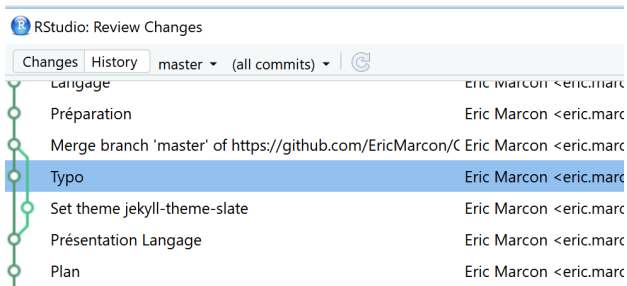 RStudio: Review Changes
Changes History master (all commits)
Langage Eric Marcon <eric.marc
Préparation Eric Marcon <eric.marc
Merge branch 'master' of https://github.com/EricMarcon/ Eric Marcon <eric.marc
Typo Eric Marcon <eric.marc
Set theme jekyll-theme-slate Eric Marcon <eric.marc
Présentation Langage Eric Marcon <eric.marc
Plan Eric Marcon <eric.marc